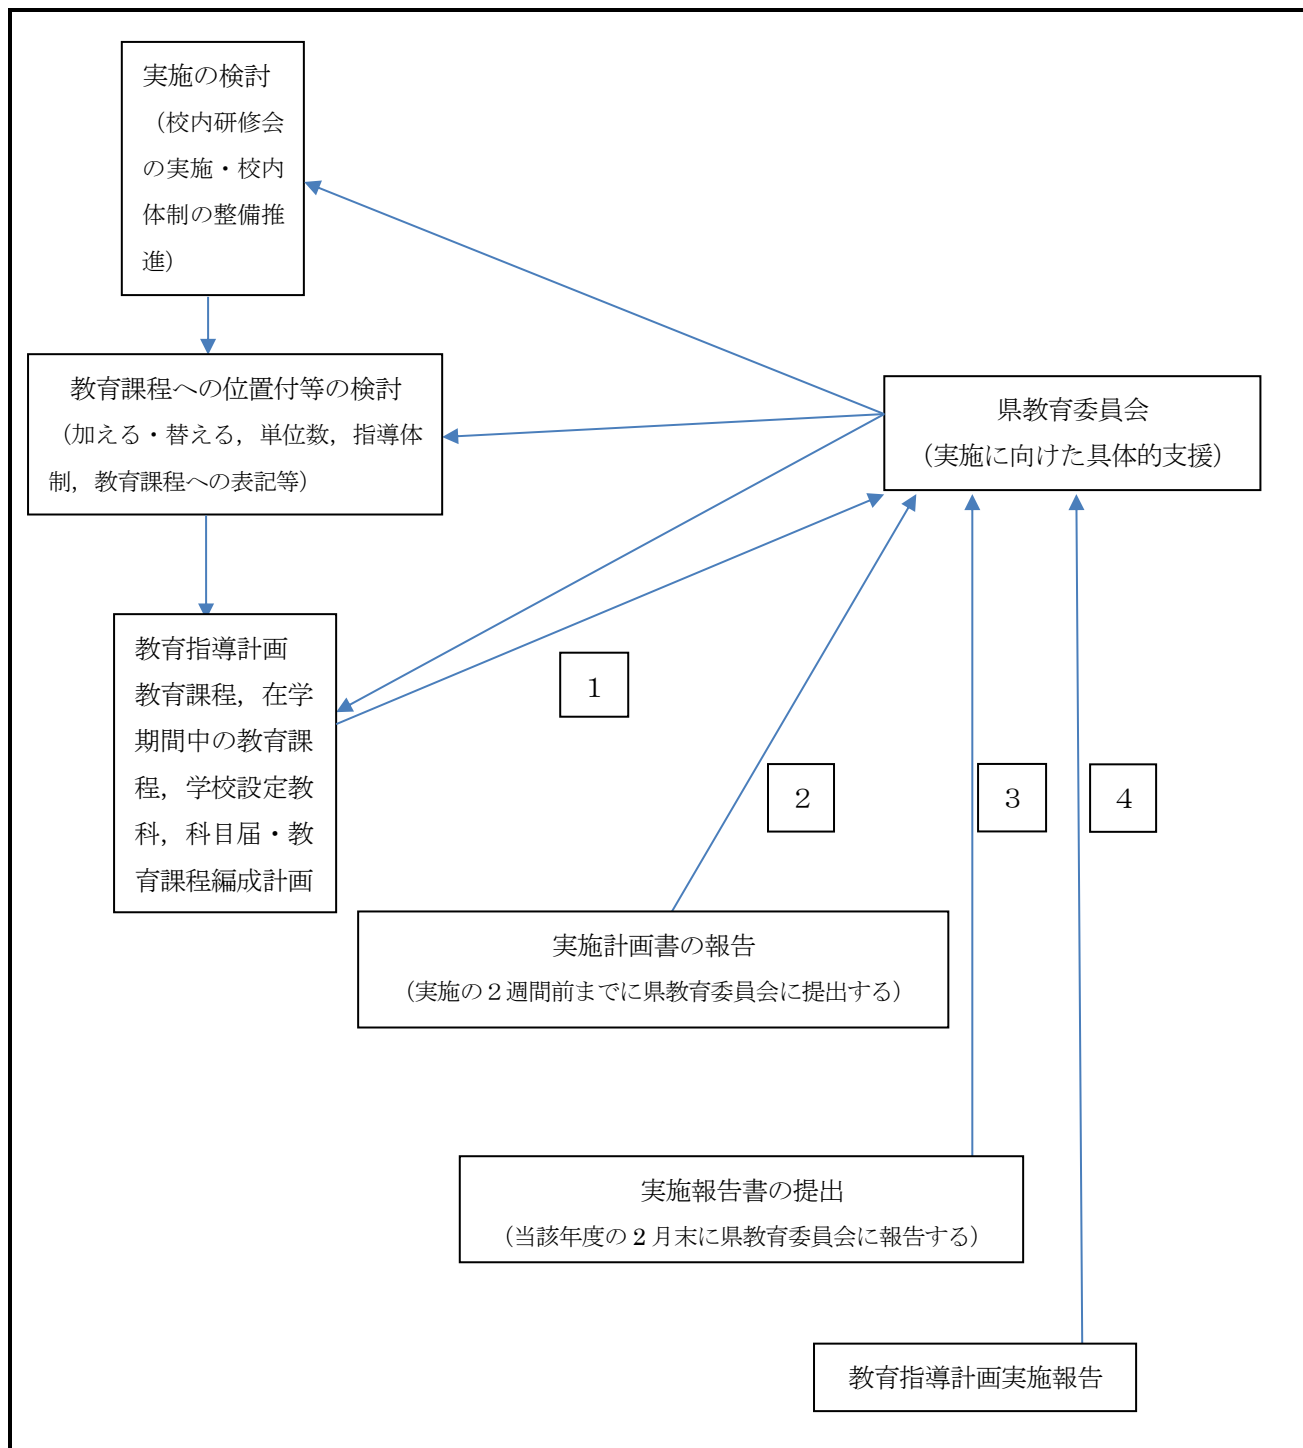 実施の検討
（校内研修会
の実施・校内
体制の整備推
進）
教育課程への位置付等の検討
（加える・替える，単位数，指導体
制，教育課程への表記等）
県教育委員会
（実施に向けた具体的支援）
教育指導計画
教育課程，在学
期間中の教育課
程，学校設定教
科，科目届・教
育課程編成計画
１
２
３
４
実施計画書の報告
（実施の２週間前までに県教育委員会に提出する）
実施報告書の提出
（当該年度の 2 月末に県教育委員会に報告する）
教育指導計画実施報告